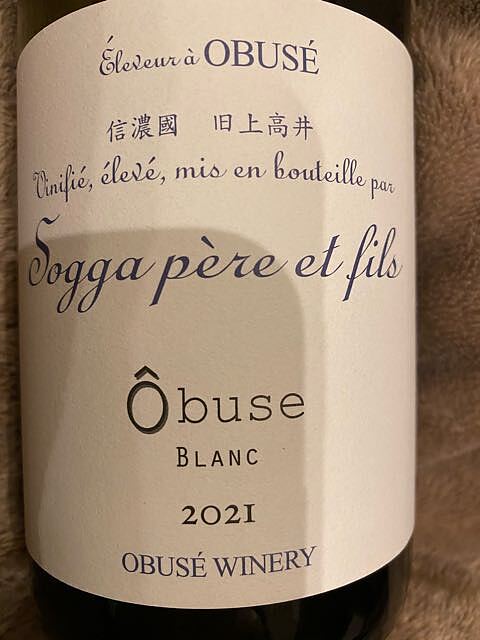 Éleveur à OBUSÉ
信濃國 旧上高井
Vinifié, élevé, mis en bouteille par
Sogga père et fils
Ôbuse
BLANC
2021
OBUSÉ WINERY